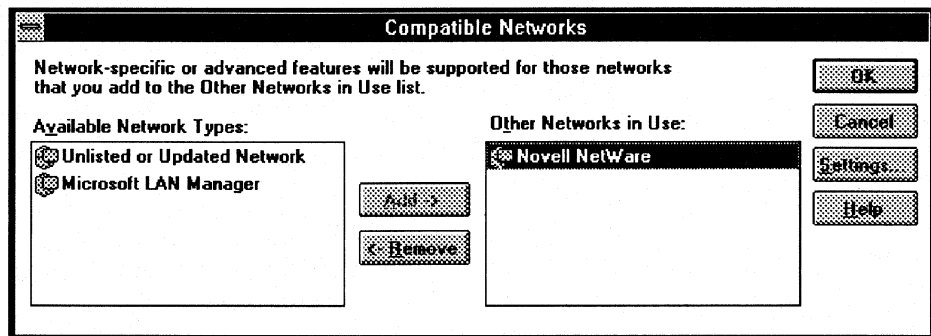 Compatible Networks
Network-specific or advanced features will be supported for those networks
that you add to the Other Networks in Use list.
Available Network Types:
Unlisted or Updated Network
Microsoft LAN Manager
Add ->
<- Remove
Other Networks in Use:
Novell NetWare
OK
Cancel
Settings...
Help